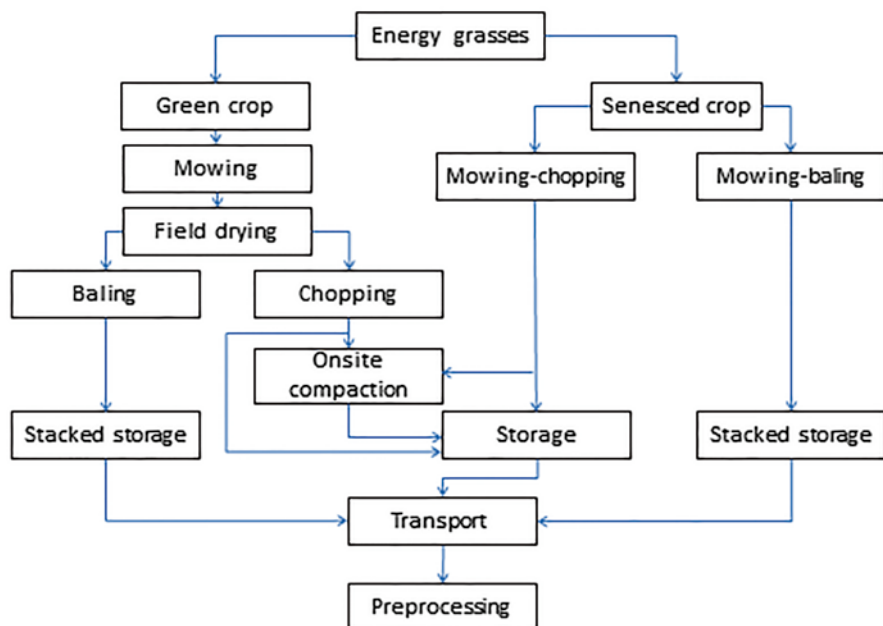 Energy grasses
Green crop
Senesced crop
Mowing
Mowing-chopping
Mowing-baling
Field drying
Baling
Chopping
Onsite
compaction
Stacked storage
Storage
Stacked storage
Transport
Preprocessing